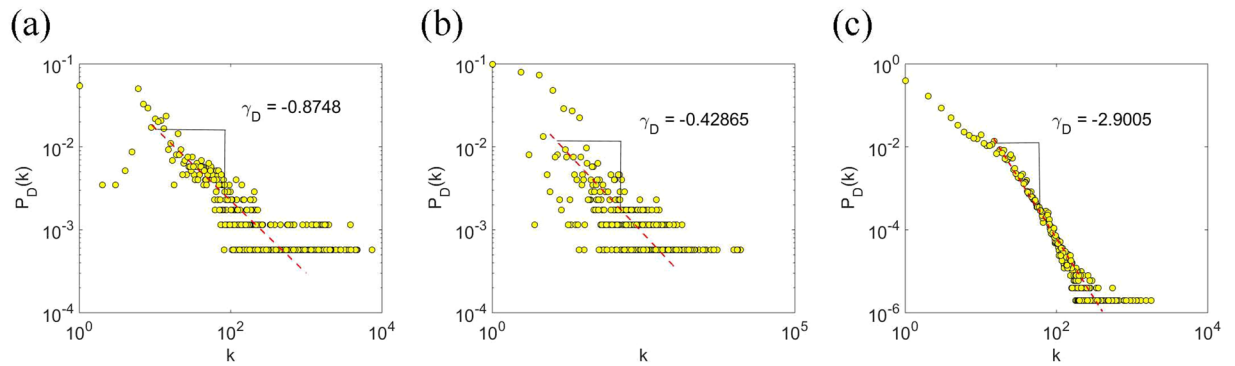 (a)
10^-1
10^-2
10^-3
10^-4
P_D(k)
γ_D = -0.8748
10^0
10^2
10^4
k
(b)
10^-1
10^-2
10^-3
10^-4
P_D(k)
γ_D = -0.42865
10^0
10^5
k
(c)
10^0
10^-2
10^-4
10^-6
P_D(k)
γ_D = -2.9005
10^0
10^2
10^4
k